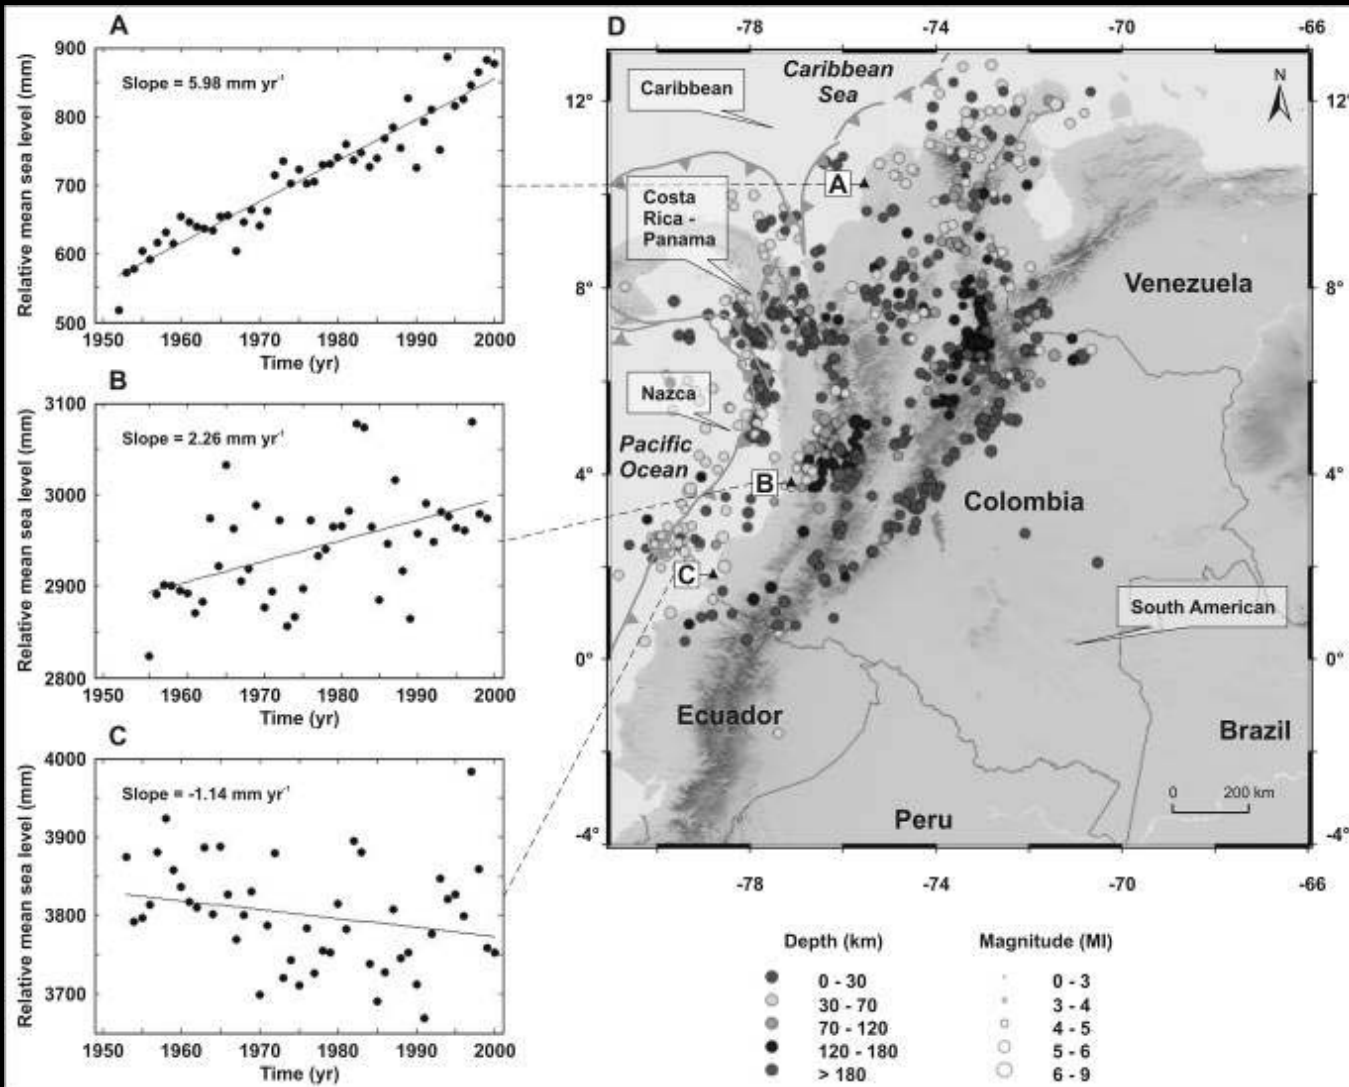 A
Relative mean sea level (mm)
900
800
700
600
500
Slope = 5.98 mm yr⁻¹
1950 1960 1970 1980 1990 2000
Time (yr)
B
Relative mean sea level (mm)
3100
3000
2900
2800
Slope = 2.26 mm yr⁻¹
1950 1960 1970 1980 1990 2000
Time (yr)
C
Relative mean sea level (mm)
4000
3900
3800
3700
Slope = -1.14 mm yr⁻¹
1950 1960 1970 1980 1990 2000
Time (yr)
D
-78 -74 -70 -66
12° 12°
8° 8°
4° 4°
0° 0°
-4° -4°
-78 -74 -70 -66
N
Caribbean
Sea
Caribbean
A
Costa
Rica -
Panama
Venezuela
Nazca
Pacific
Ocean
B
Colombia
C
South American
Ecuador
Brazil
Peru
0 200 km
Depth (km)
0 - 30
30 - 70
70 - 120
120 - 180
> 180
Magnitude (Ml)
0 - 3
3 - 4
4 - 5
5 - 6
6 - 9